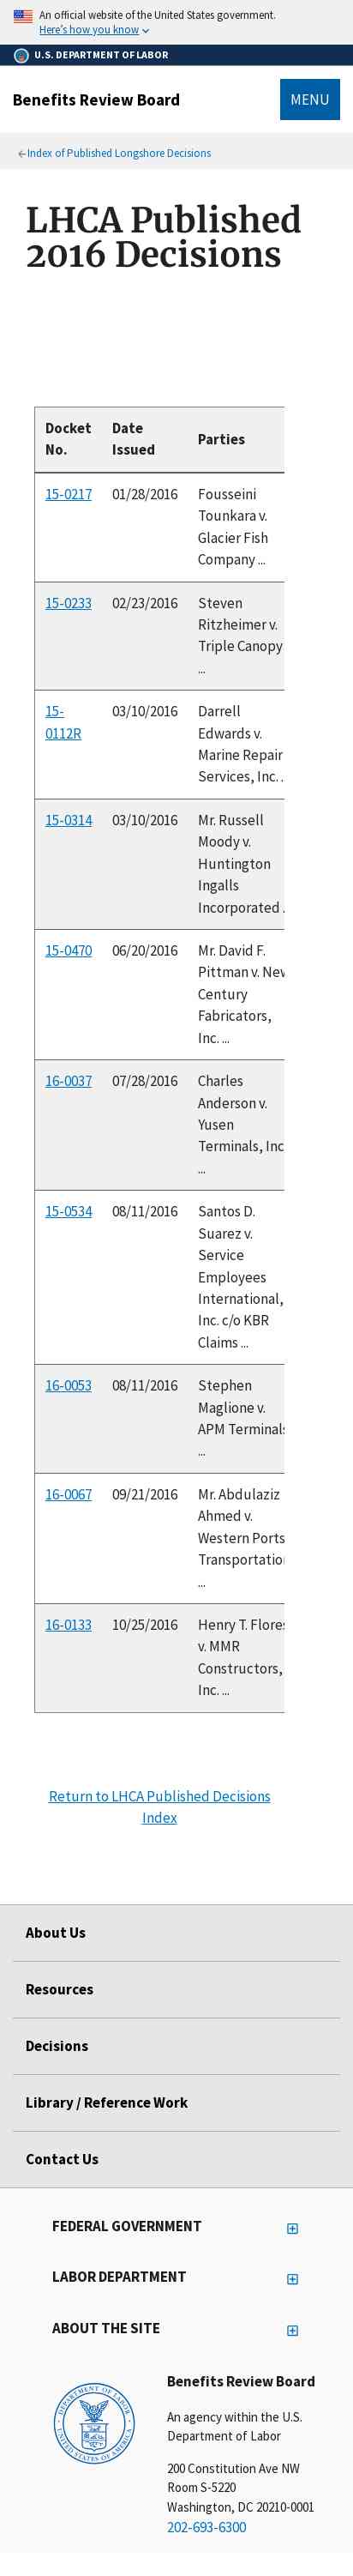 An official website of the United States government.
Here's how you know
U.S. DEPARTMENT OF LABOR
Benefits Review Board
MENU
Index of Published Longshore Decisions
LHCA Published
2016 Decisions
Docket No. Date Issued Parties
15-0217 01/28/2016 Fousseini
Tounkara v.
Glacier Fish
Company ...
15-0233 02/23/2016 Steven
Ritzheimer v.
Triple Canopy
...
15- 03/10/2016 Darrell
0112R Edwards v.
Marine Repair
Services, Inc. .
15-0314 03/10/2016 Mr. Russell
Moody v.
Huntington
Ingalls
Incorporated .
15-0470 06/20/2016 Mr. David F.
Pittman v. New
Century
Fabricators,
Inc. ...
16-0037 07/28/2016 Charles
Anderson v.
Yusen
Terminals, Inc
...
15-0534 08/11/2016 Santos D.
Suarez v.
Service
Employees
International,
Inc. c/o KBR
Claims ...
16-0053 08/11/2016 Stephen
Maglione v.
APM Terminals
...
16-0067 09/21/2016 Mr. Abdulaziz
Ahmed v.
Western Ports
Transportation
...
16-0133 10/25/2016 Henry T. Flores
v. MMR
Constructors,
Inc. ...
Return to LHCA Published Decisions
Index
About Us
Resources
Decisions
Library / Reference Work
Contact Us
FEDERAL GOVERNMENT
LABOR DEPARTMENT
ABOUT THE SITE
DEPARTMENT OF LABOR
UNITED STATES OF AMERICA
Benefits Review Board
An agency within the U.S.
Department of Labor
200 Constitution Ave NW
Room S-5220
Washington, DC 20210-0001
202-693-6300